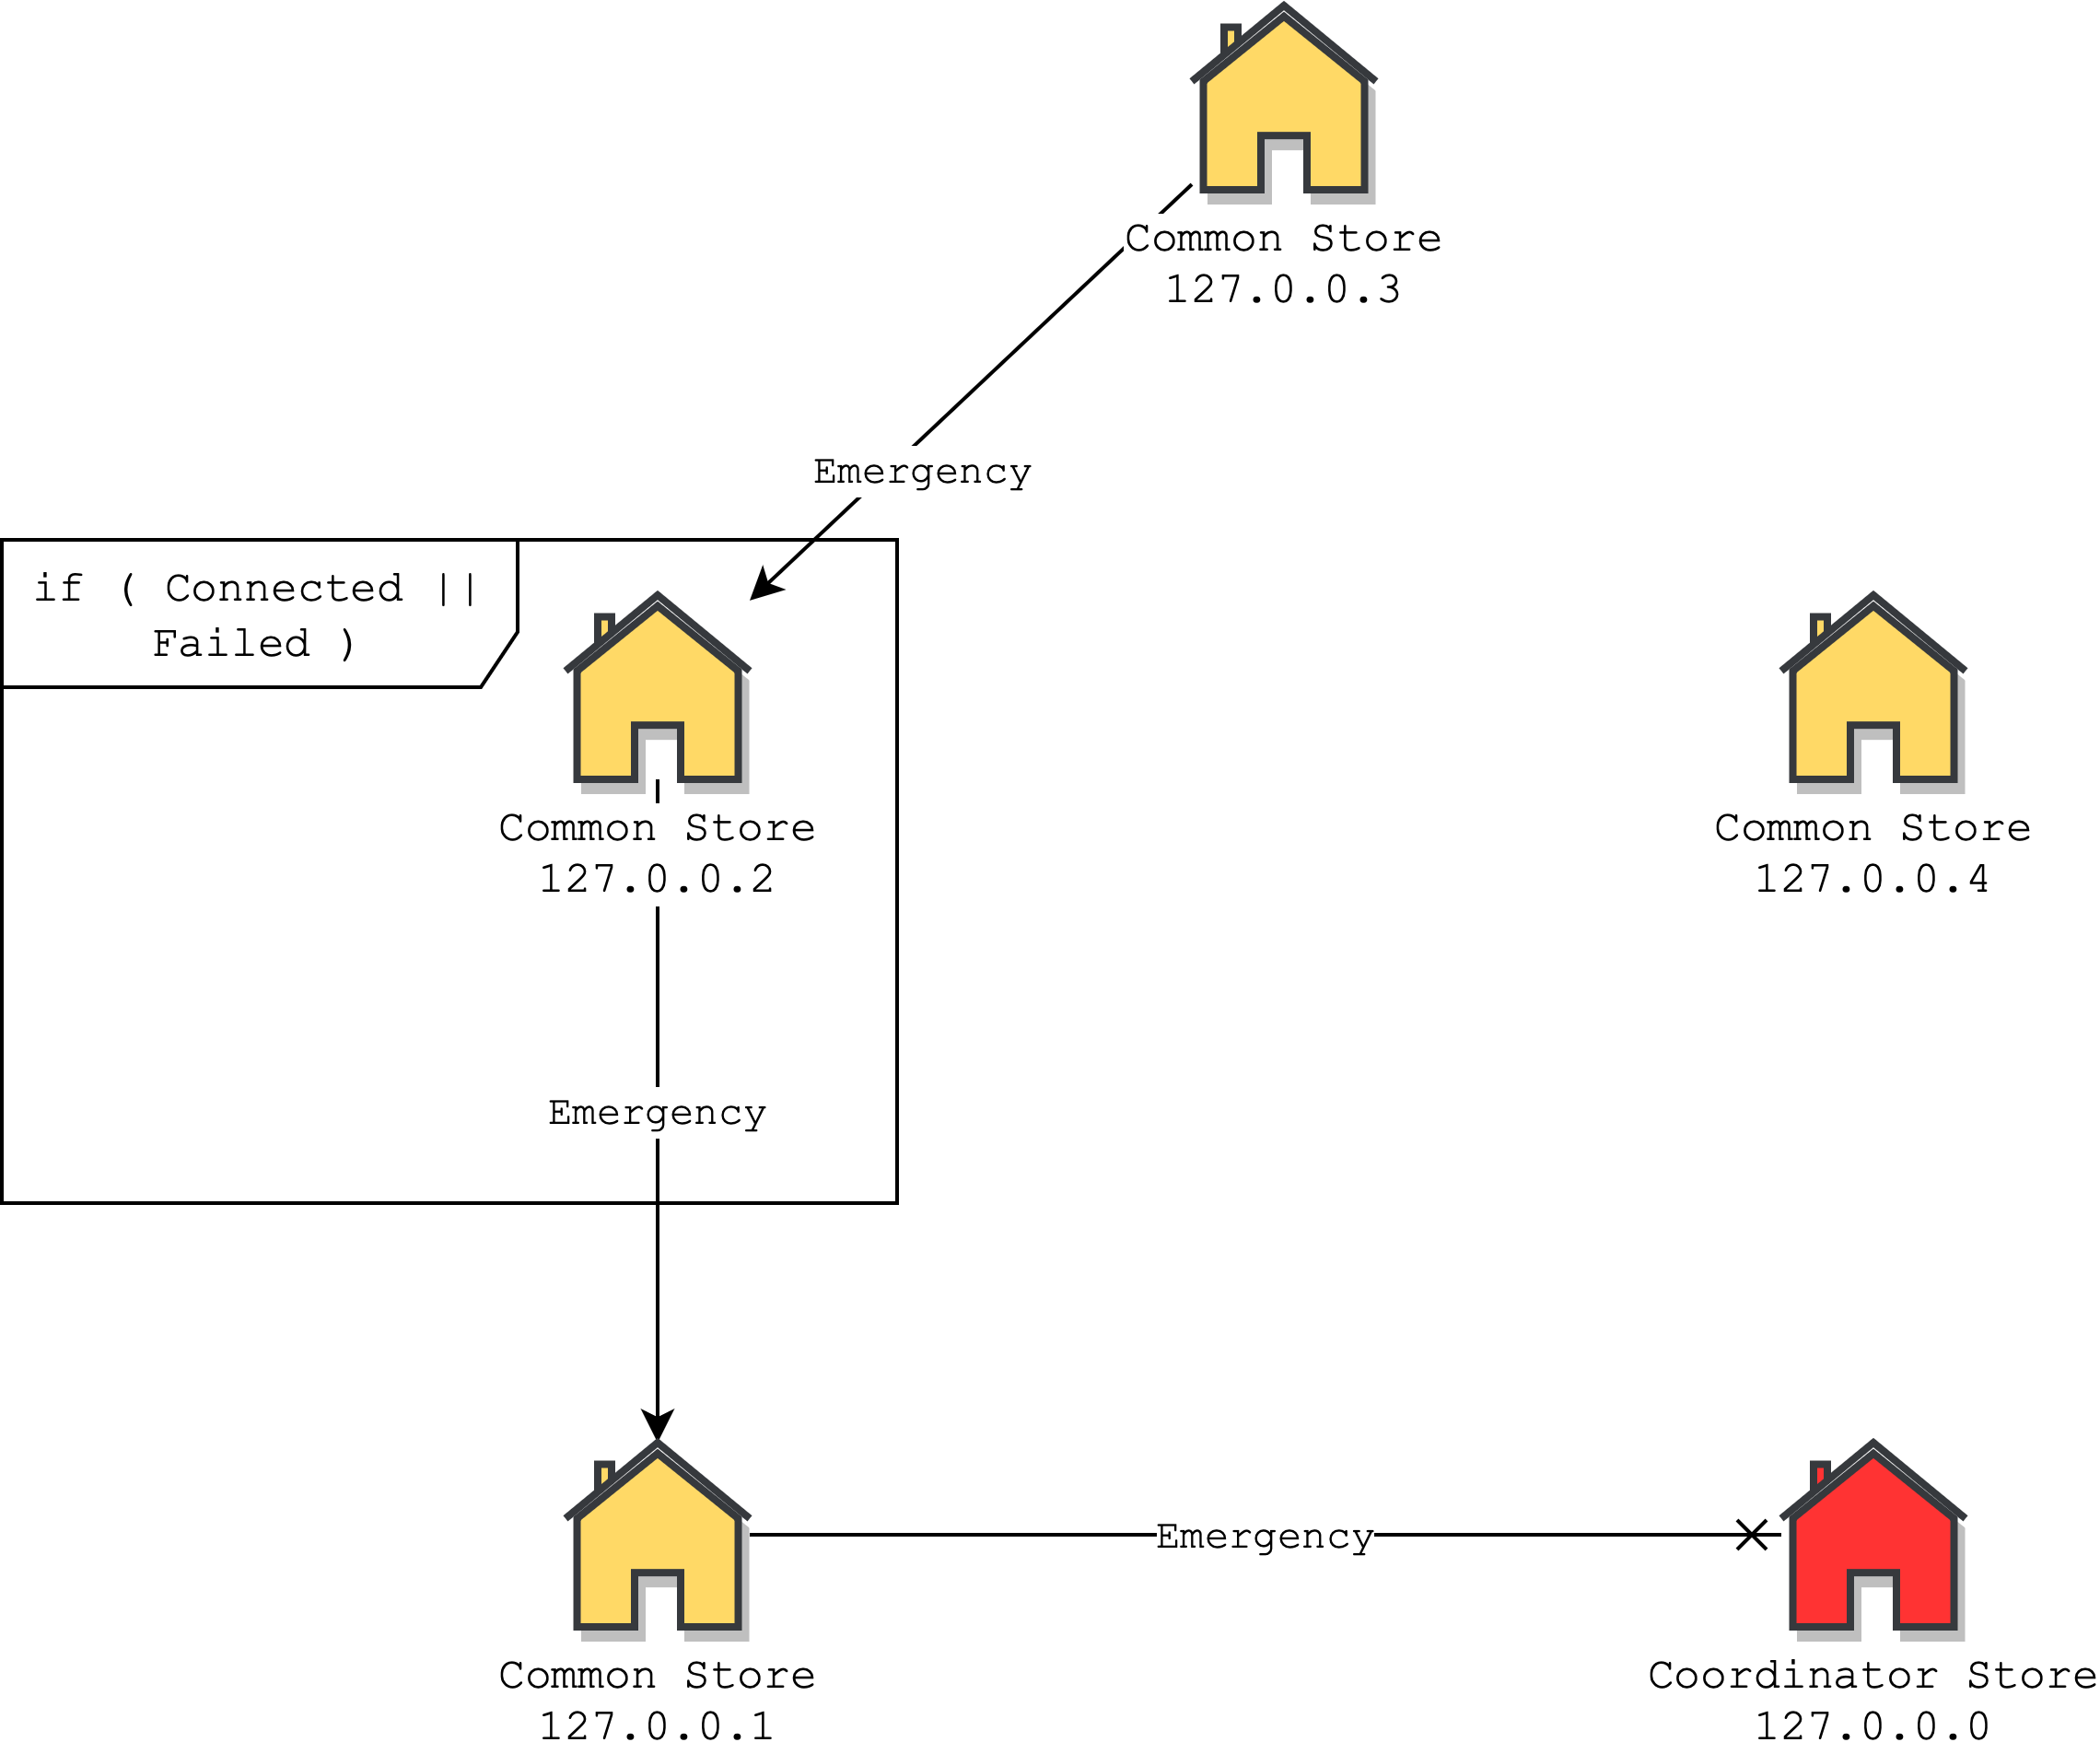 Common Store
127.0.0.3
Emergency
if ( Connected ||
Failed )
Common Store
127.0.0.2
Common Store
127.0.0.4
Emergency
Emergency
Common Store
127.0.0.1
Coordinator Store
127.0.0.0